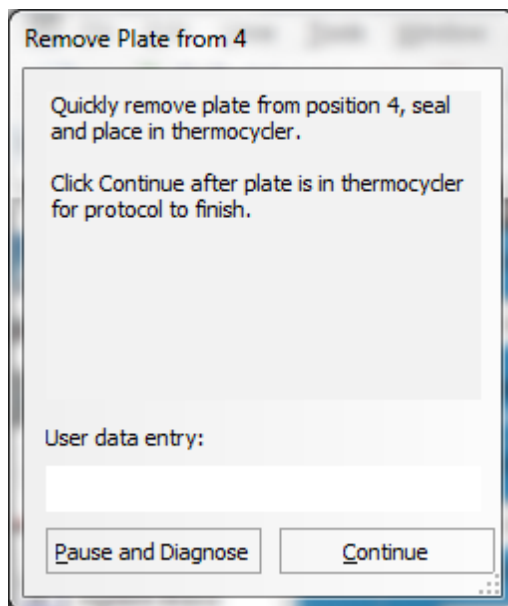 Remove Plate from 4
Quickly remove plate from position 4, seal
and place in thermocycler.
Click Continue after plate is in thermocycler
for protocol to finish.
User data entry:
Pause and Diagnose
Continue